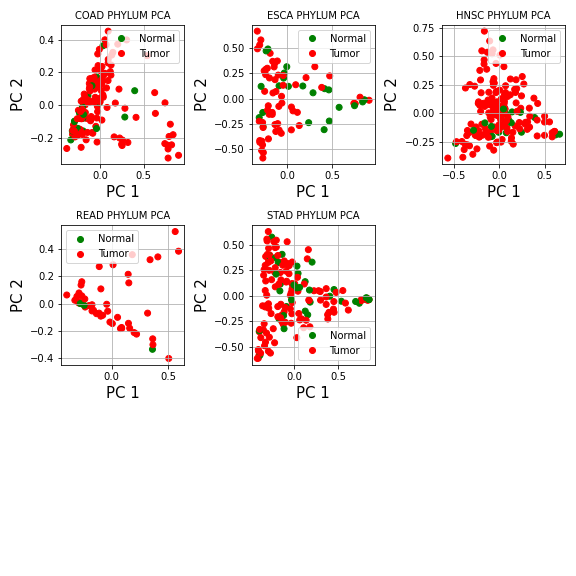 COAD PHYLUM PCA
Normal
Tumor
0.4
0.2
0.0
−0.2
0.0
0.5
PC 2
PC 1
ESCA PHYLUM PCA
Normal
Tumor
0.50
0.25
0.00
−0.25
−0.50
0.0
0.5
PC 2
PC 1
HNSC PHYLUM PCA
Normal
Tumor
0.75
0.50
0.25
0.00
−0.25
−0.5
0.0
0.5
PC 2
PC 1
READ PHYLUM PCA
Normal
Tumor
0.4
0.2
0.0
−0.2
−0.4
0.0
0.5
PC 2
PC 1
STAD PHYLUM PCA
Normal
Tumor
0.50
0.25
0.00
−0.25
−0.50
0.0
0.5
PC 2
PC 1